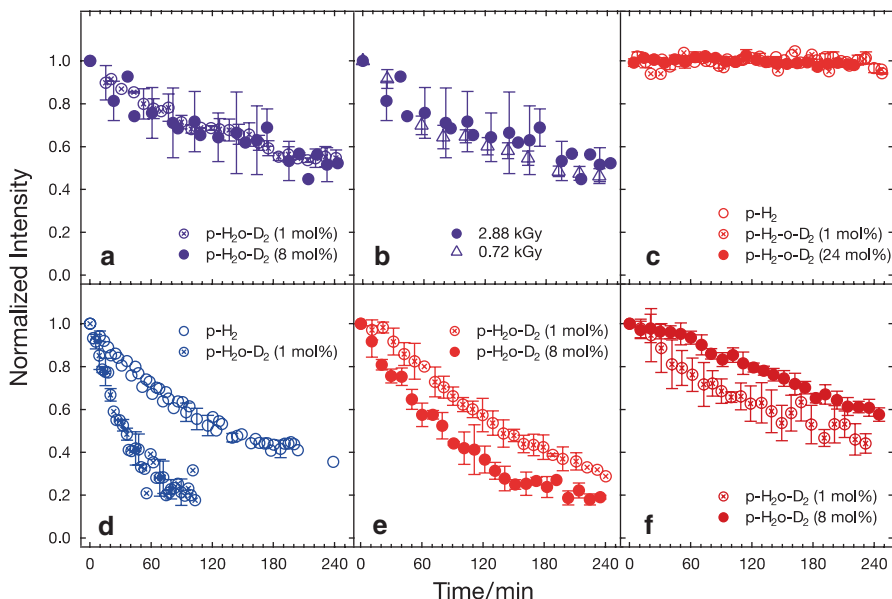 Normalized Intensity
1.0
0.8
0.6
0.4
0.2
0.0
p-H₂o-D₂ (1 mol%)
p-H₂o-D₂ (8 mol%)
a
2.88 kGy
0.72 kGy
b
p-H₂
p-H₂-o-D₂ (1 mol%)
p-H₂-o-D₂ (24 mol%)
c
1.0
0.8
0.6
0.4
0.2
0.0
p-H₂
p-H₂o-D₂ (1 mol%)
d
p-H₂o-D₂ (1 mol%)
p-H₂o-D₂ (8 mol%)
e
p-H₂o-D₂ (1 mol%)
p-H₂o-D₂ (8 mol%)
f
0 60 120 180 240
0 60 120 180 240
0 60 120 180 240
Time/min